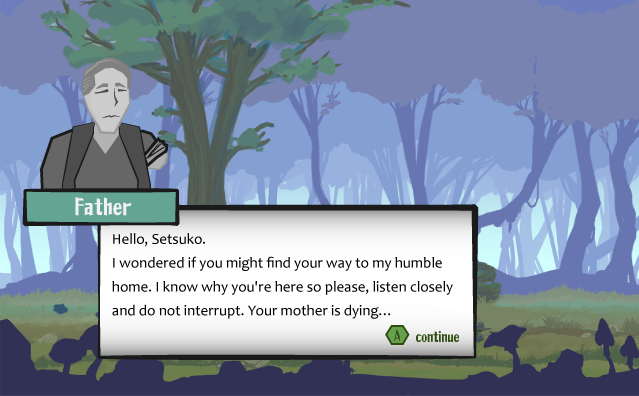 Father
Hello, Setsuko.
I wondered if you might find your way to my humble
home. I know why you're here so please, listen closely
and do not interrupt. Your mother is dying...
A continue